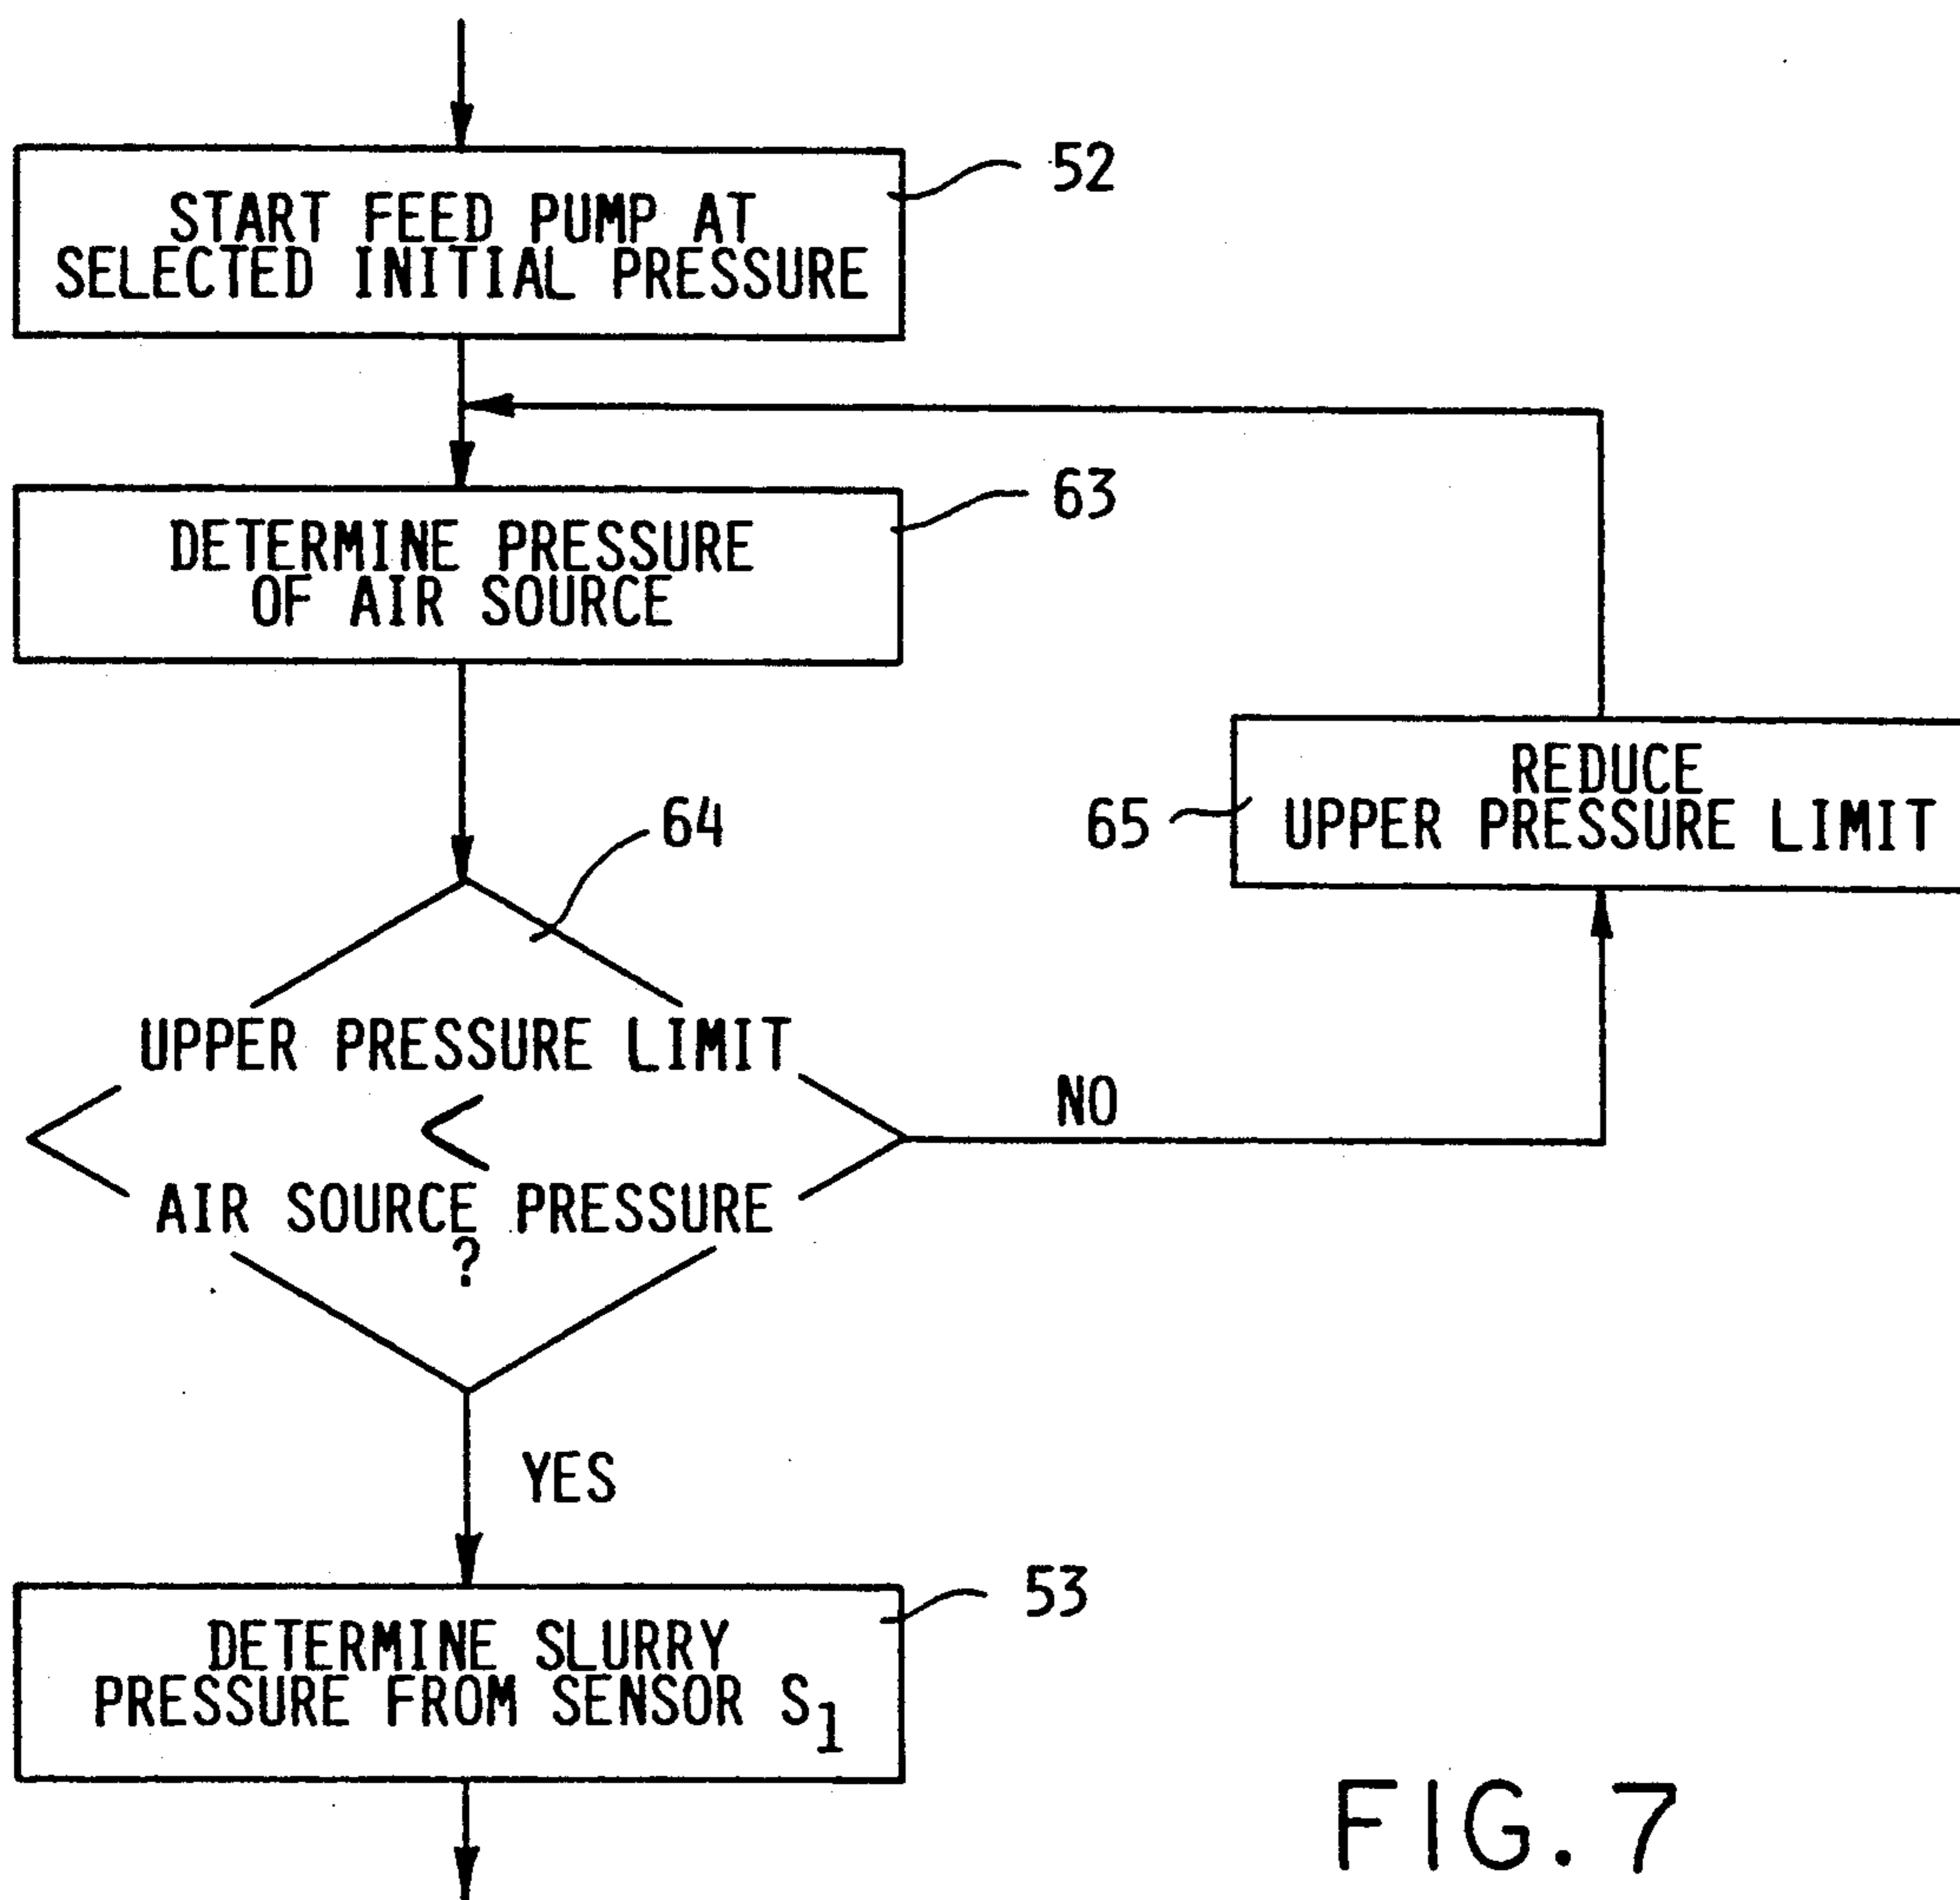 START FEED PUMP AT
SELECTED INITIAL PRESSURE
52
DETERMINE PRESSURE
OF AIR SOURCE
63
REDUCE
UPPER PRESSURE LIMIT
65
64
UPPER PRESSURE LIMIT
<
AIR SOURCE PRESSURE
?
NO
YES
DETERMINE SLURRY
PRESSURE FROM SENSOR S1
53
FIG. 7